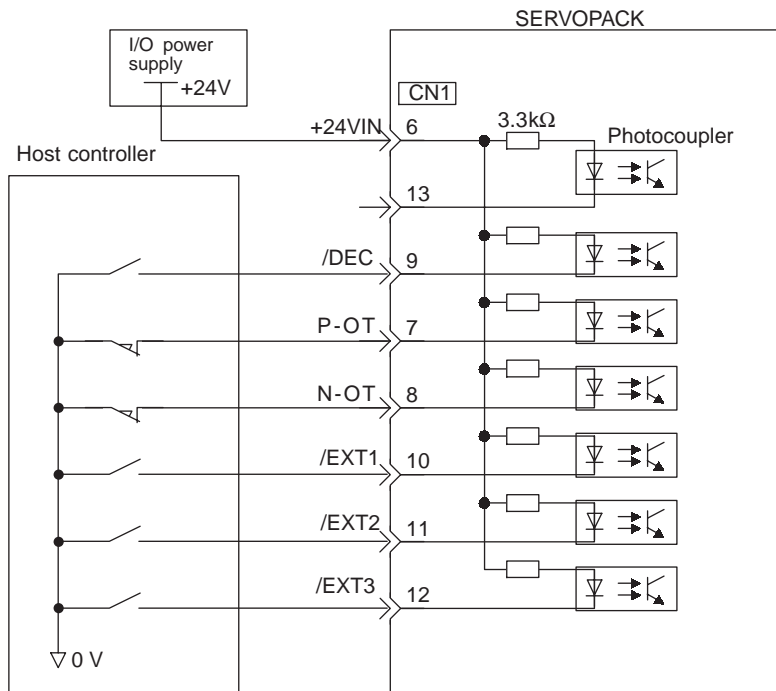 SERVOPACK
I/O power
supply
+24V
CN1
+24VIN
6
3.3kΩ
Photocoupler
Host controller
13
/DEC
9
P-OT
7
N-OT
8
/EXT1
10
/EXT2
11
/EXT3
12
0 V